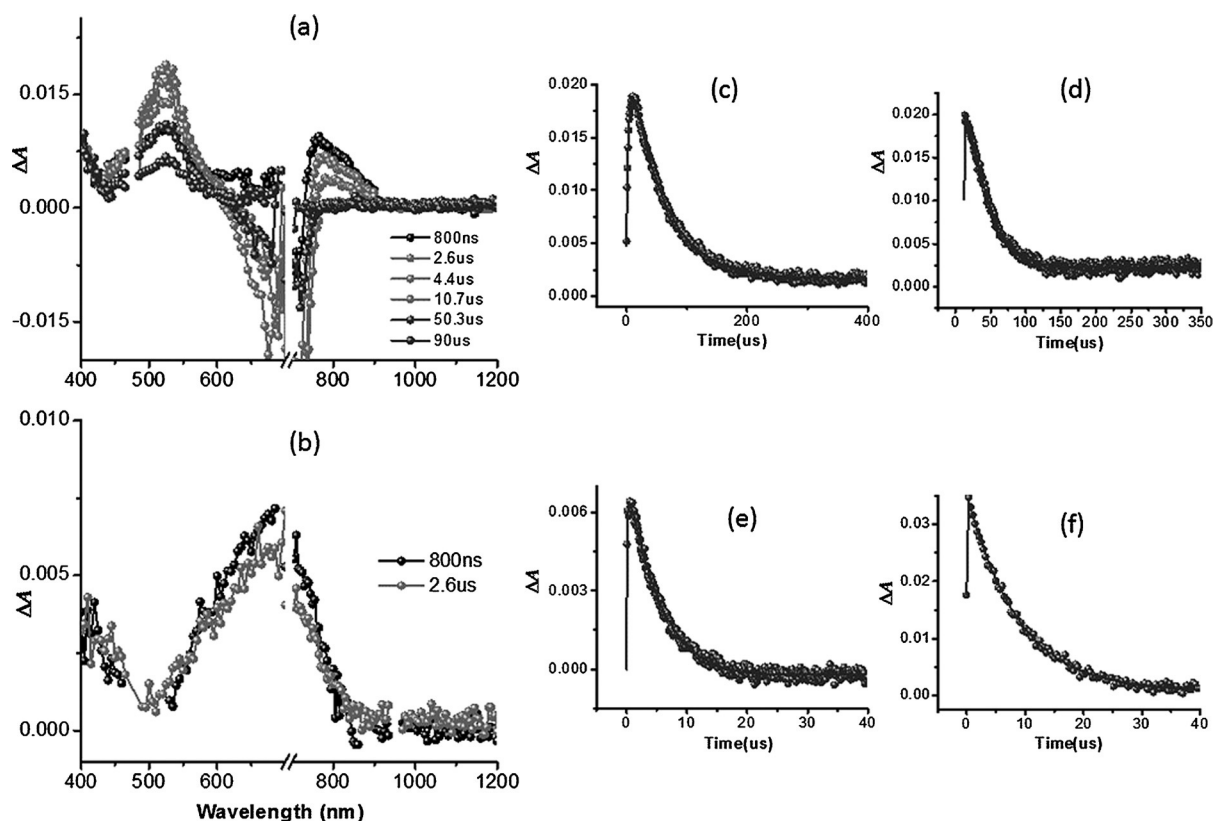 (a)
0.015
0.000
-0.015
ΔA
800ns
2.6us
4.4us
10.7us
50.3us
90us
400 500 600 800 1000 1200
(b)
0.010
0.005
0.000
ΔA
800ns
2.6us
400 500 600 800 1000 1200
Wavelength (nm)
(c)
0.020
0.015
0.010
0.005
0.000
ΔA
0 200 400
Time(us)
(d)
0.020
0.015
0.010
0.005
0.000
ΔA
0 50 100 150 200 250 300 350
Time(us)
(e)
0.006
0.003
0.000
ΔA
0 10 20 30 40
Time(us)
(f)
0.03
0.02
0.01
0.00
ΔA
0 10 20 30 40
Time(us)